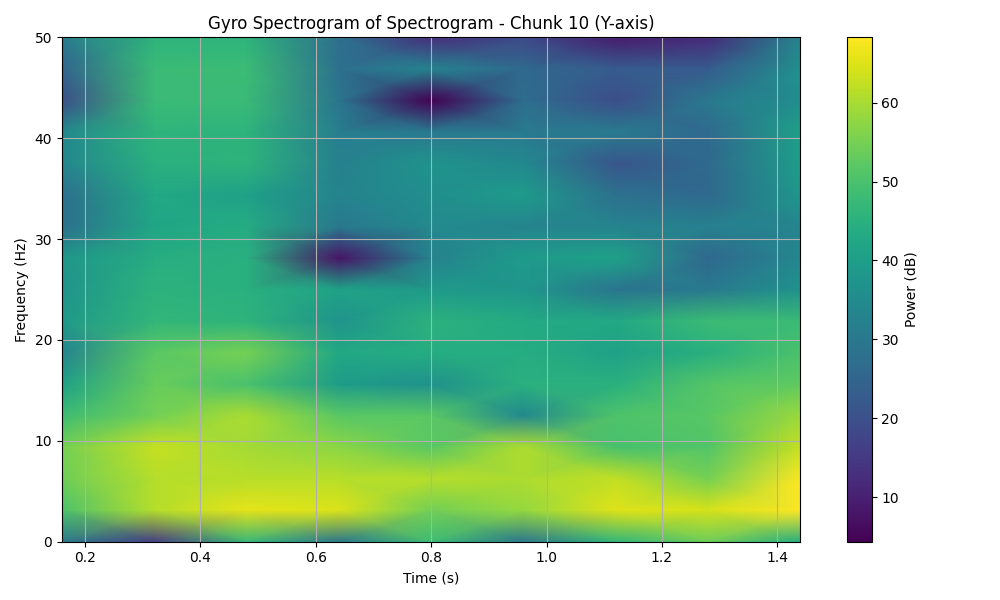 Gyro Spectrogram of Spectrogram - Chunk 10 (Y-axis)
50
40
30
20
10
0
Frequency (Hz)
0.2 0.4 0.6 0.8 1.0 1.2 1.4
Time (s)
60
50
40
30
20
10
Power (dB)